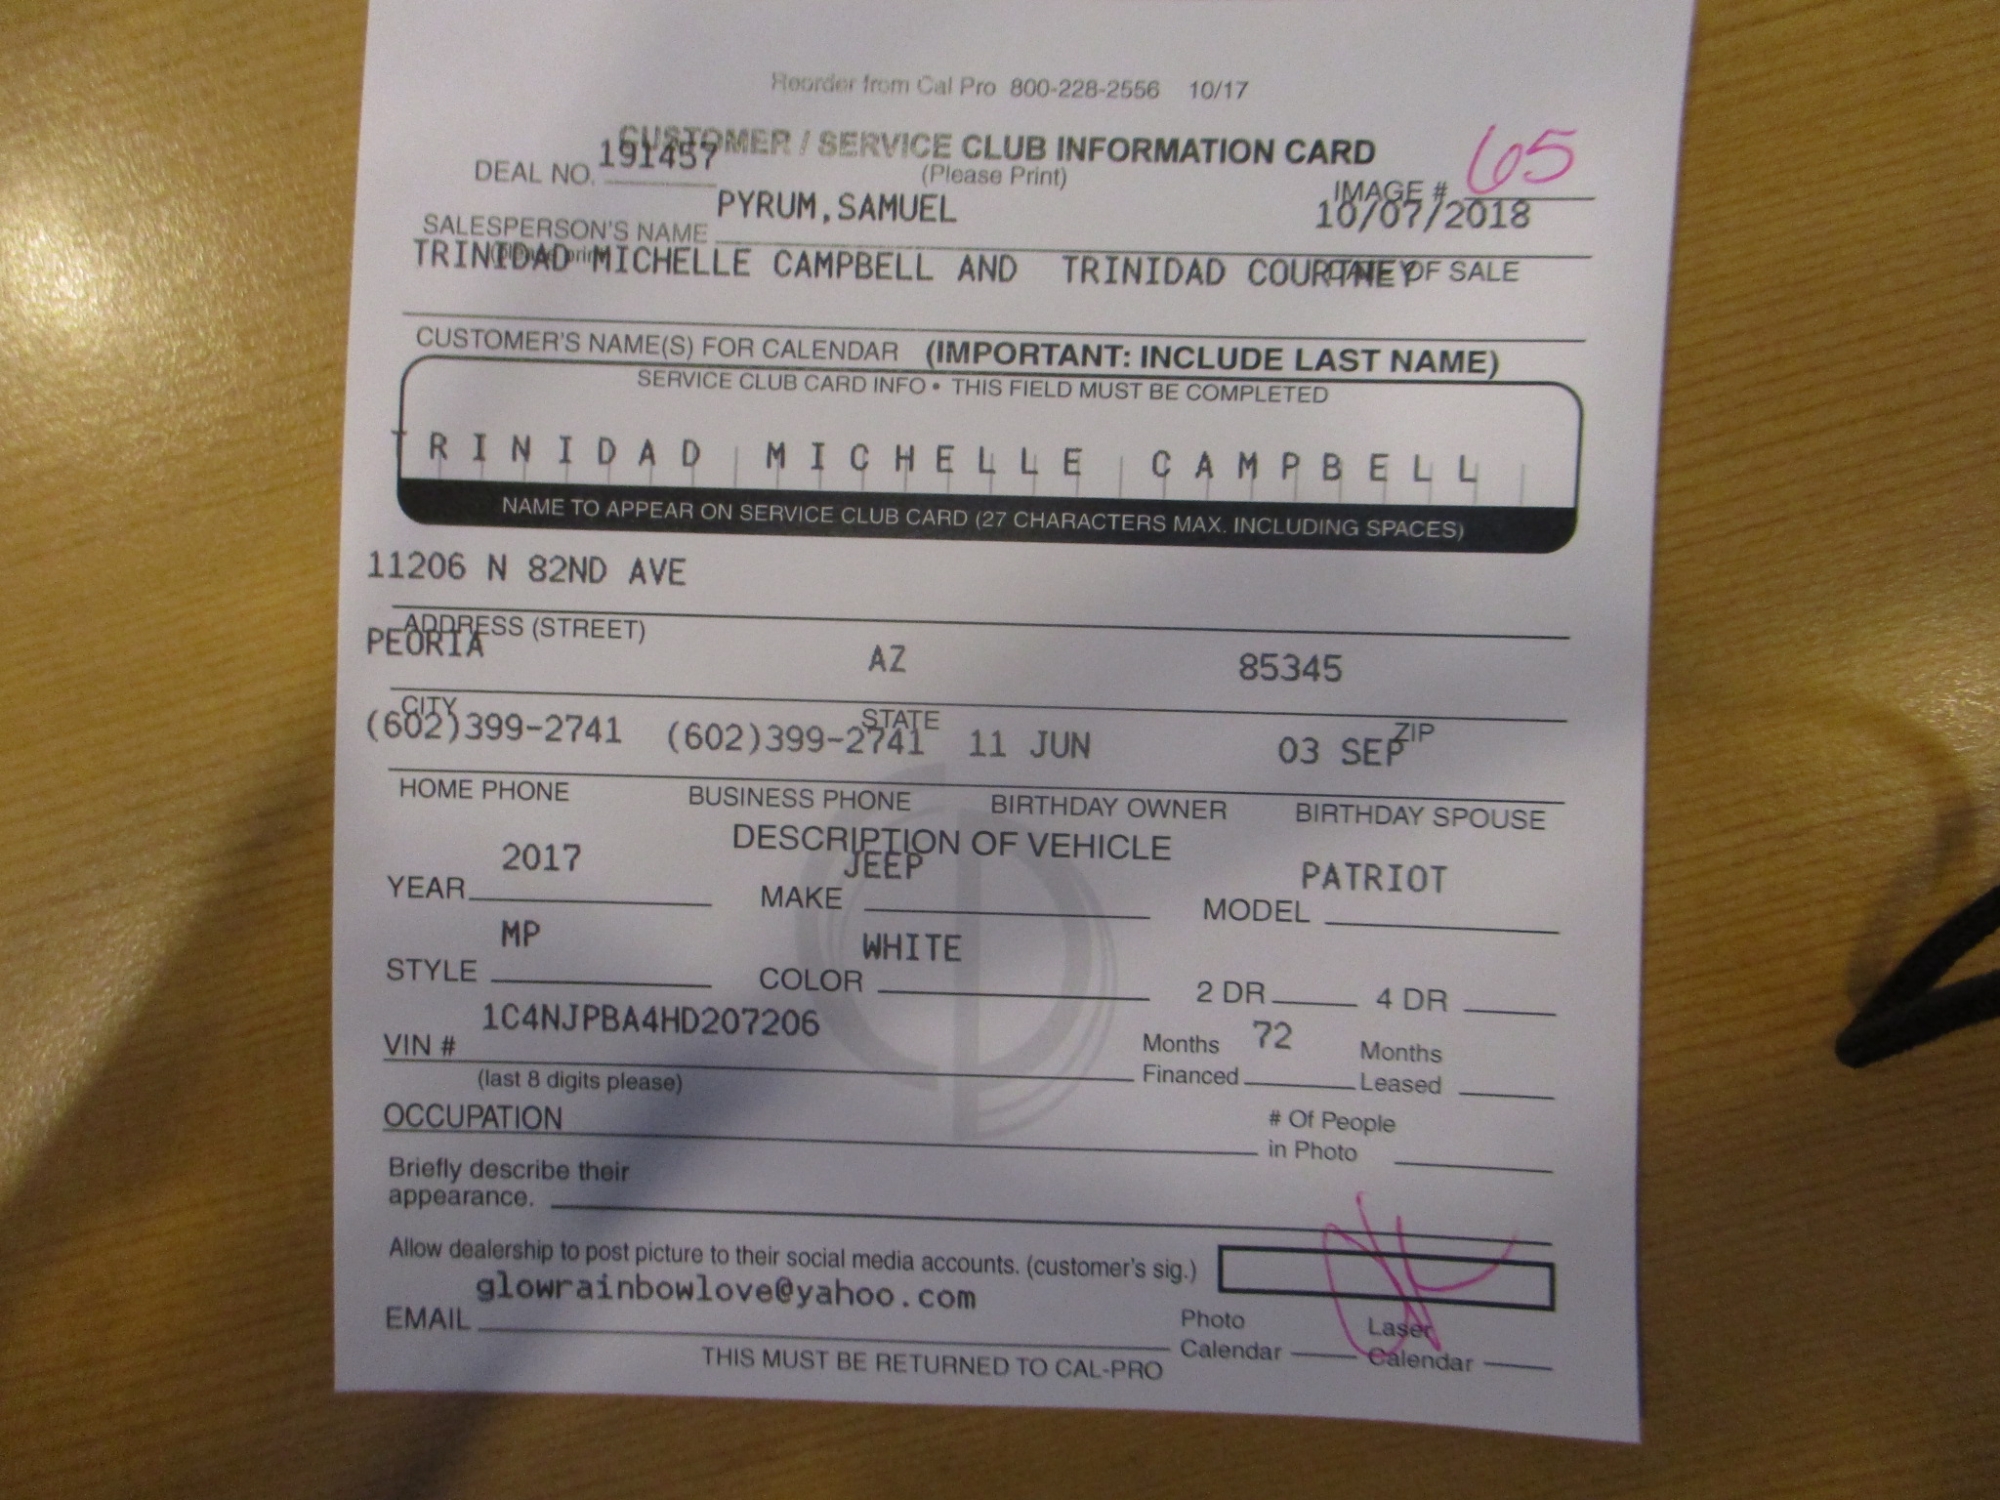 Reorder from Cal Pro 800-228-2556 10/17
CUSTOMER / SERVICE CLUB INFORMATION CARD
(Please Print)
DEAL NO. 191457
IMAGE # 65
SALESPERSON'S NAME PYRUM,SAMUEL 10/07/2018
(please print) DATE OF SALE
TRINIDAD MICHELLE CAMPBELL AND TRINIDAD COURTNEY
CUSTOMER'S NAME(S) FOR CALENDAR (IMPORTANT: INCLUDE LAST NAME)
SERVICE CLUB CARD INFO • THIS FIELD MUST BE COMPLETED
TRINIDAD MICHELLE CAMPBELL
NAME TO APPEAR ON SERVICE CLUB CARD (27 CHARACTERS MAX. INCLUDING SPACES)
11206 N 82ND AVE
ADDRESS (STREET)
PEORIA AZ 85345
CITY STATE ZIP
(602)399-2741 (602)399-2741 11 JUN 03 SEP
HOME PHONE BUSINESS PHONE BIRTHDAY OWNER BIRTHDAY SPOUSE
DESCRIPTION OF VEHICLE
YEAR 2017 MAKE JEEP MODEL PATRIOT
STYLE MP COLOR WHITE 2 DR 4 DR
VIN # 1C4NJPBA4HD207206 Months Financed 72 Months Leased
(last 8 digits please)
OCCUPATION # Of People in Photo
Briefly describe their
appearance.
Allow dealership to post picture to their social media accounts. (customer's sig.)
EMAIL glowrainbowlove@yahoo.com Photo Calendar Laser Calendar
THIS MUST BE RETURNED TO CAL-PRO